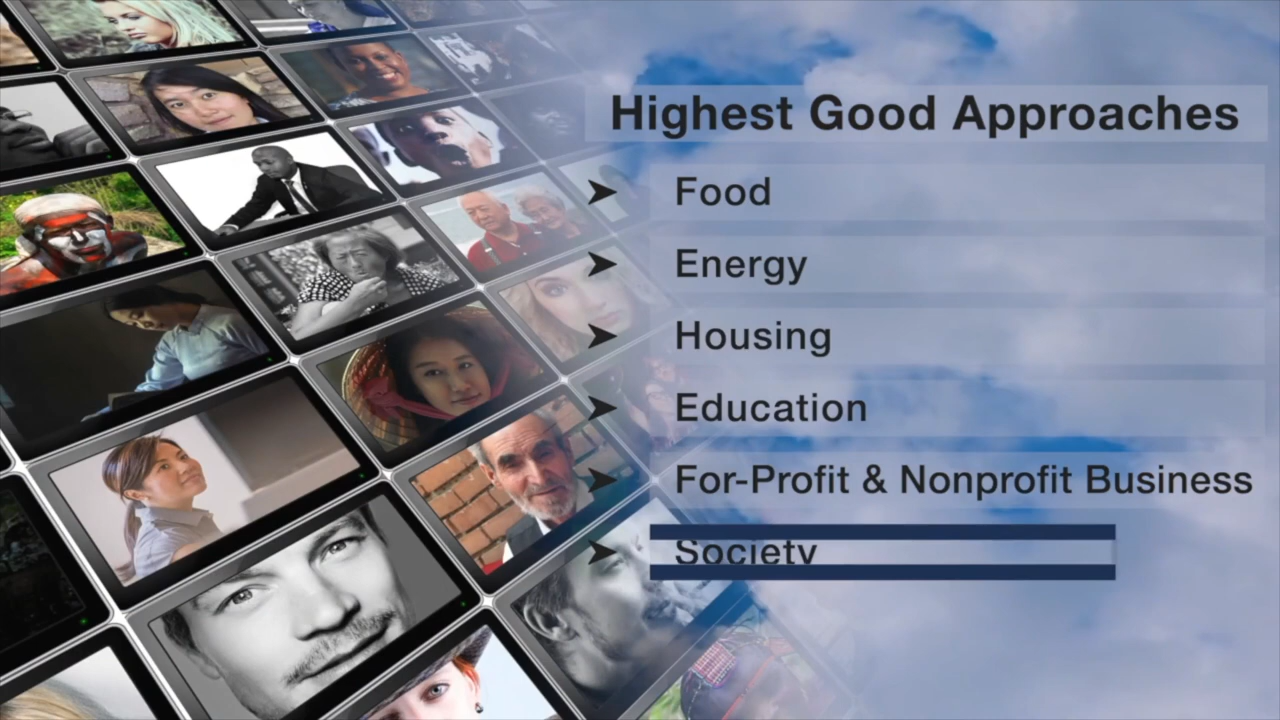 Highest Good Approaches
Food
Energy
Housing
Education
For-Profit & Nonprofit Business
Society